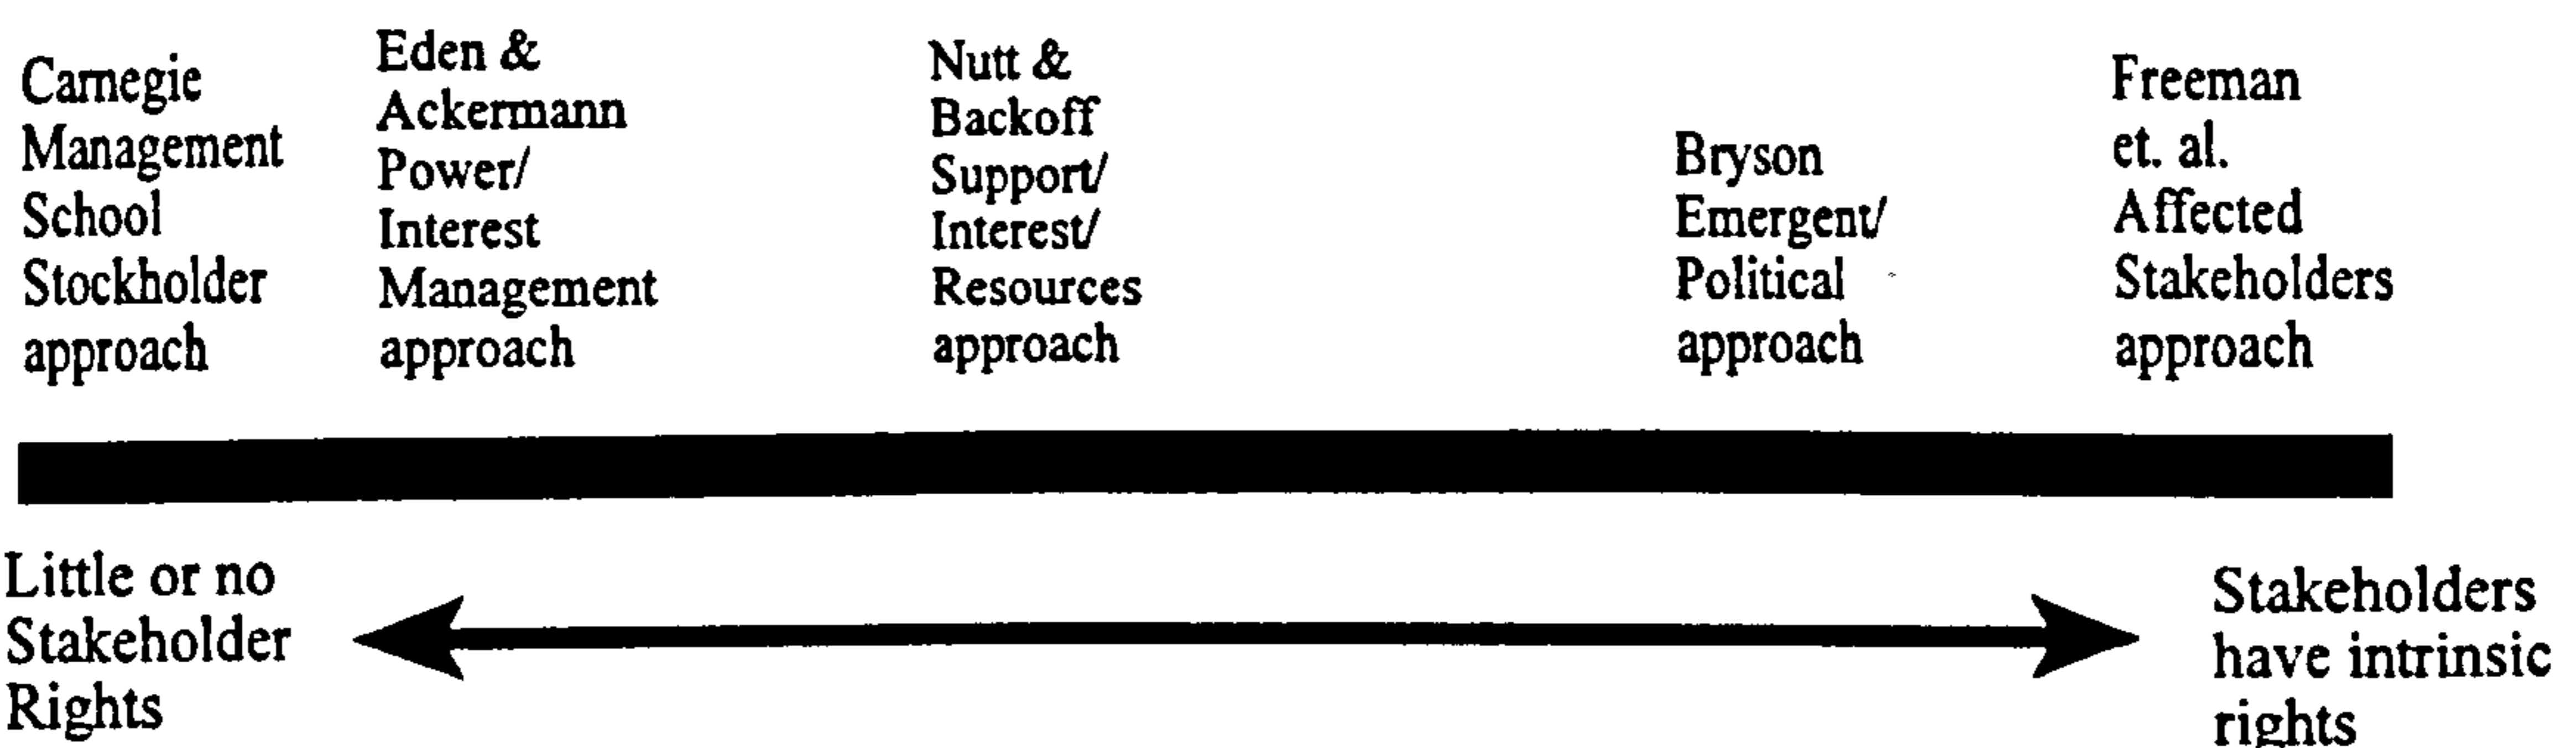 Carnegie
Management
School
Stockholder
approach
Eden &
Ackermann
Power/
Interest
Management
approach
Nutt &
Backoff
Support/
Interest/
Resources
approach
Bryson
Emergent/
Political
approach
Freeman
et. al.
Affected
Stakeholders
approach
Little or no
Stakeholder
Rights
Stakeholders
have intrinsic
rights